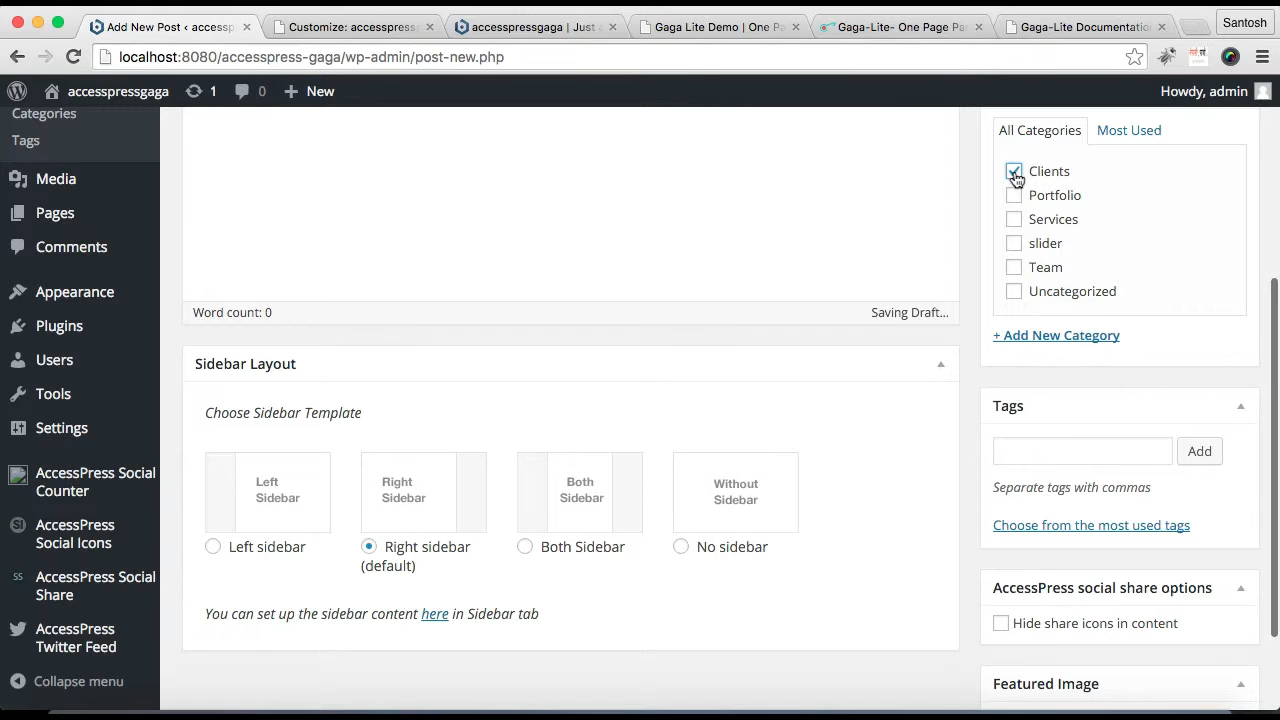 Add New Post ‹ accessp
Customize: accesspress
accesspressgaga | Just a
Gaga Lite Demo | One P
Gaga-Lite- One Page Pa
Gaga-Lite Documentatio
Santosh
localhost:8080/accesspress-gaga/wp-admin/post-new.php
accesspressgaga
1
0
New
Howdy, admin
Categories
Tags
Media
Pages
Comments
Appearance
Plugins
Users
Tools
Settings
AccessPress Social
Counter
AccessPress
Social Icons
AccessPress Social
Share
AccessPress
Twitter Feed
Collapse menu
Word count: 0
Saving Draft...
Sidebar Layout
Choose Sidebar Template
Left
Sidebar
Right
Sidebar
Both
Sidebar
Without
Sidebar
Left sidebar
Right sidebar
(default)
Both Sidebar
No sidebar
You can set up the sidebar content here in Sidebar tab
All Categories
Most Used
Clients
Portfolio
Services
slider
Team
Uncategorized
+ Add New Category
Tags
Add
Separate tags with commas
Choose from the most used tags
AccessPress social share options
Hide share icons in content
Featured Image